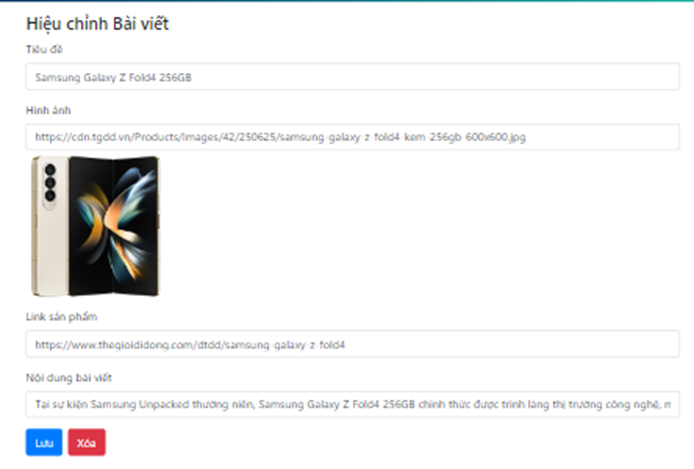 Hiệu chỉnh Bài viết
Tiêu đề
Samsung Galaxy Z Fold4 256GB
Hình ảnh
https://cdn.tgdd.vn/Products/Images/42/250625/samsung-galaxy-z-fold4-kem-256gb-600x600.jpg
Link sản phẩm
https://www.thegioididong.com/dtdd/samsung-galaxy-z-fold4
Nội dung bài viết
Tại sự kiện Samsung Unpacked thường niên, Samsung Galaxy Z Fold4 256GB chính thức được trình làng thị trường công nghệ, m
Lưu Xóa